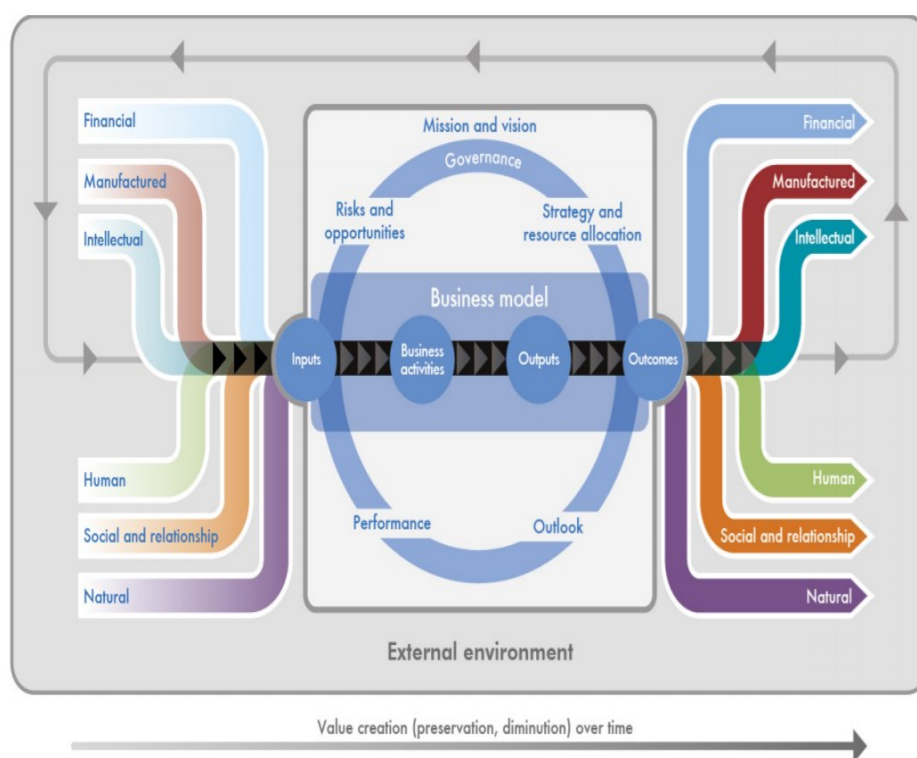 Financial
Manufactured
Intellectual
Human
Social and relationship
Natural
Mission and vision
Governance
Risks and
opportunities
Strategy and
resource allocation
Business model
Inputs
Business
activities
Outputs
Outcomes
Performance
Outlook
Financial
Manufactured
Intellectual
Human
Social and relationship
Natural
External environment
Value creation (preservation, diminution) over time